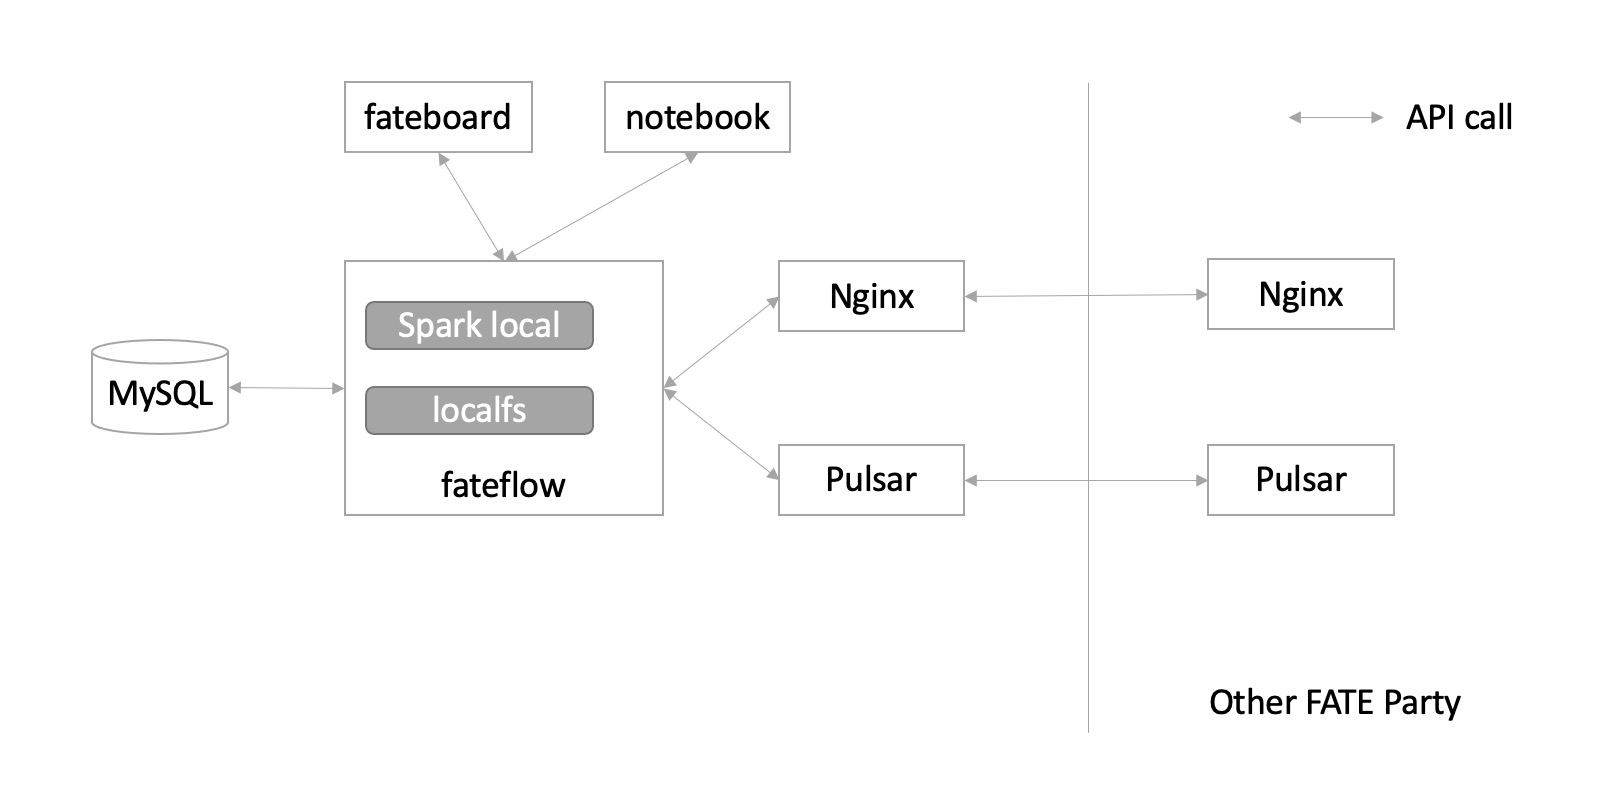 fateboard
notebook
API call
Nginx
Nginx
Spark local
MySQL
localfs
fateflow
Pulsar
Pulsar
Other FATE Party